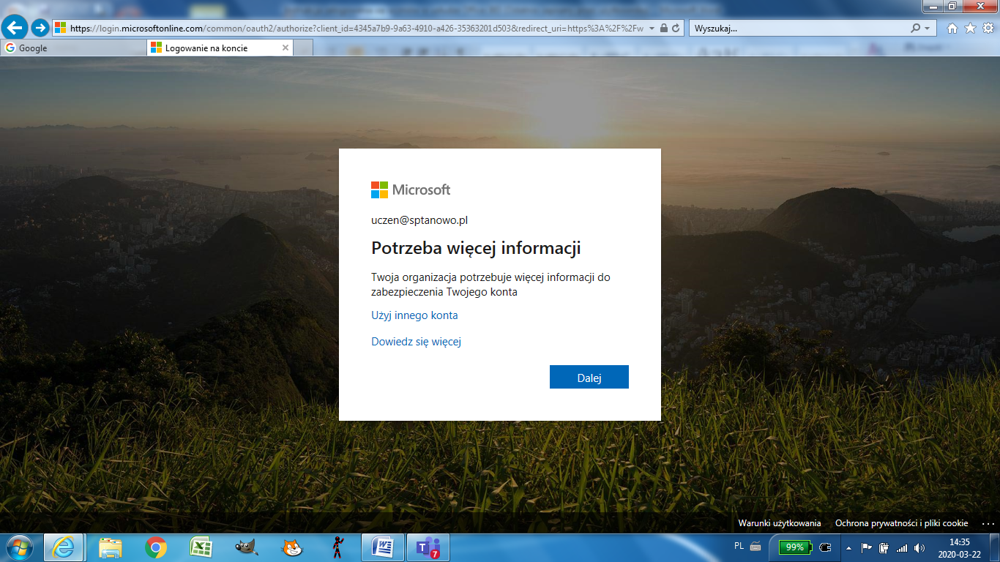 https://login.microsoftonline.com/common/oauth2/authorize?client_id=4345a7b9-9a63-4910-a426-35363201d503&redirect_uri=https%3A%2F%2Fw
Wyszukaj...
Google
Logowanie na koncie
Microsoft
uczen@sptanowo.pl
Potrzeba więcej informacji
Twoja organizacja potrzebuje więcej informacji do
zabezpieczenia Twojego konta
Użyj innego konta
Dowiedz się więcej
Dalej
Warunki użytkowania Ochrona prywatności i pliki cookie ...
PL
99%
7
14:35
2020-03-22